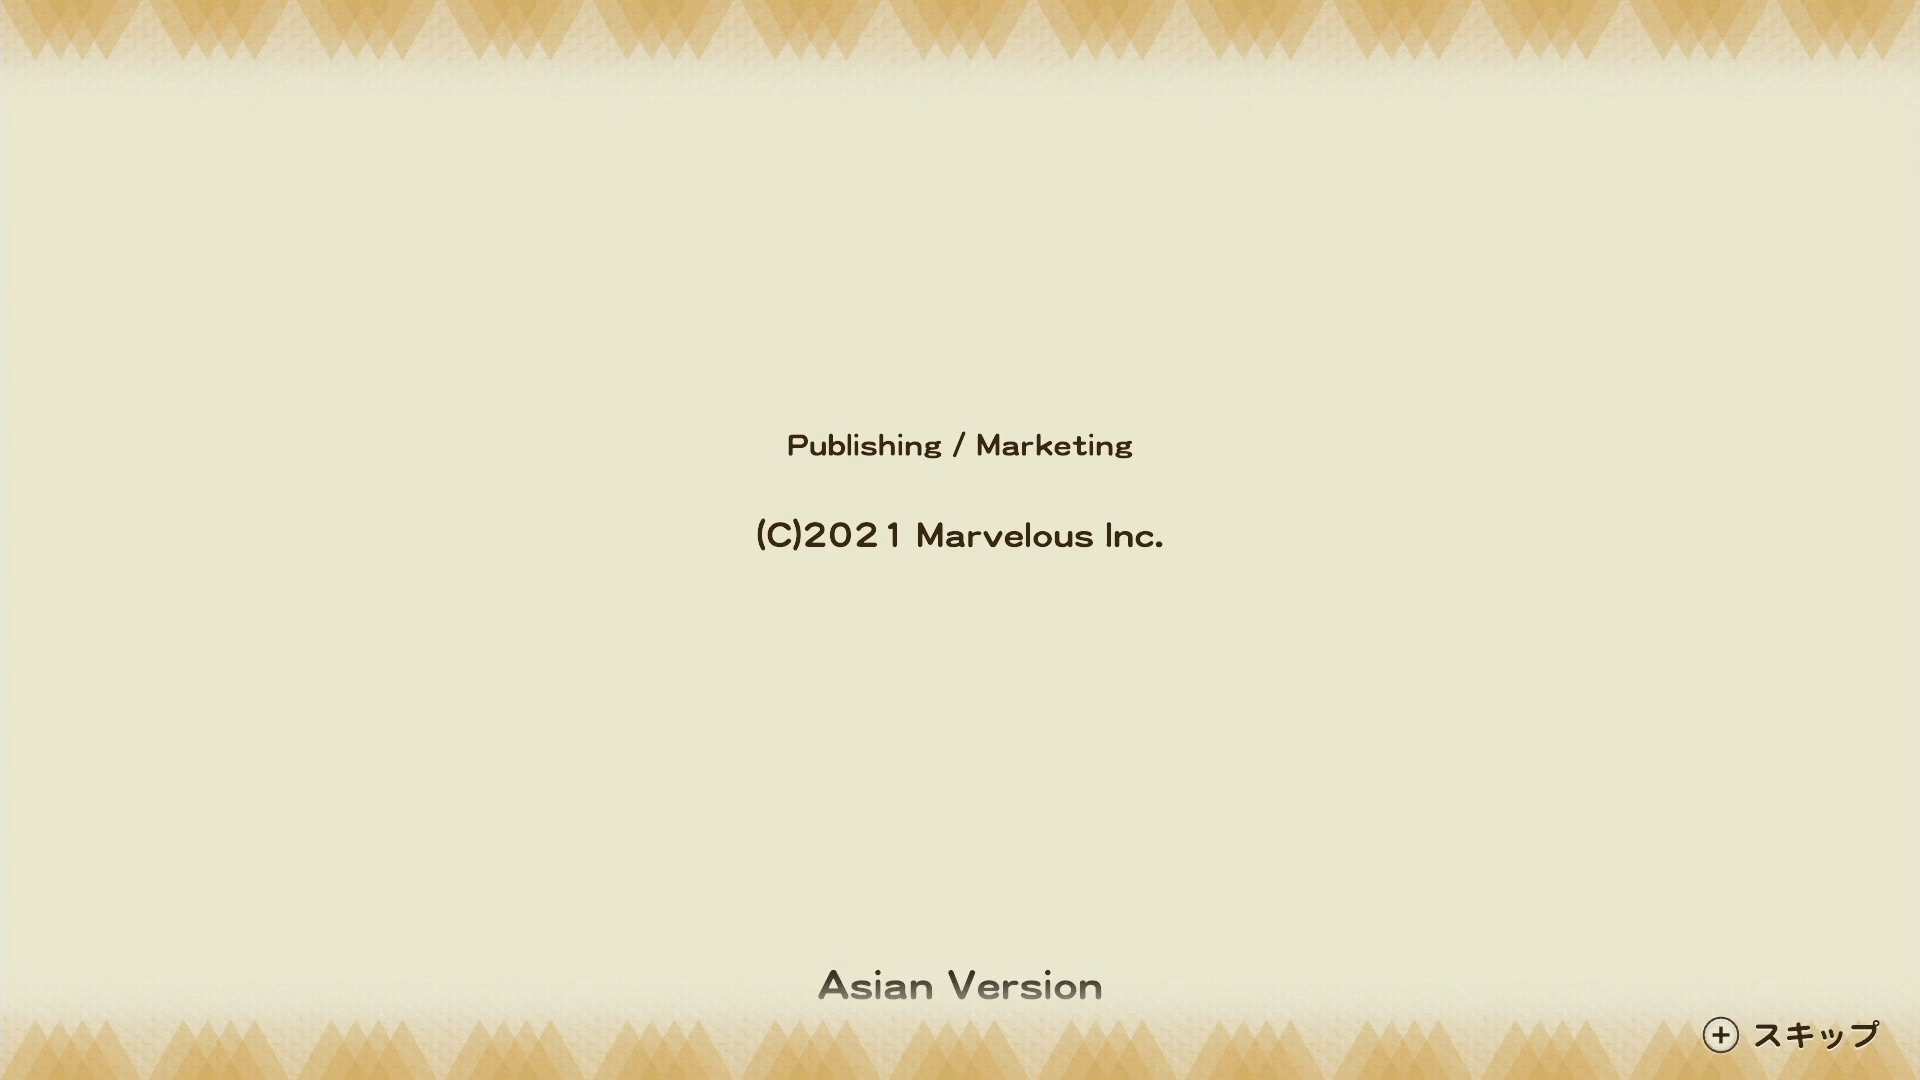 Publishing / Marketing
(C)2021 Marvelous Inc.
Asian Version
スキップ